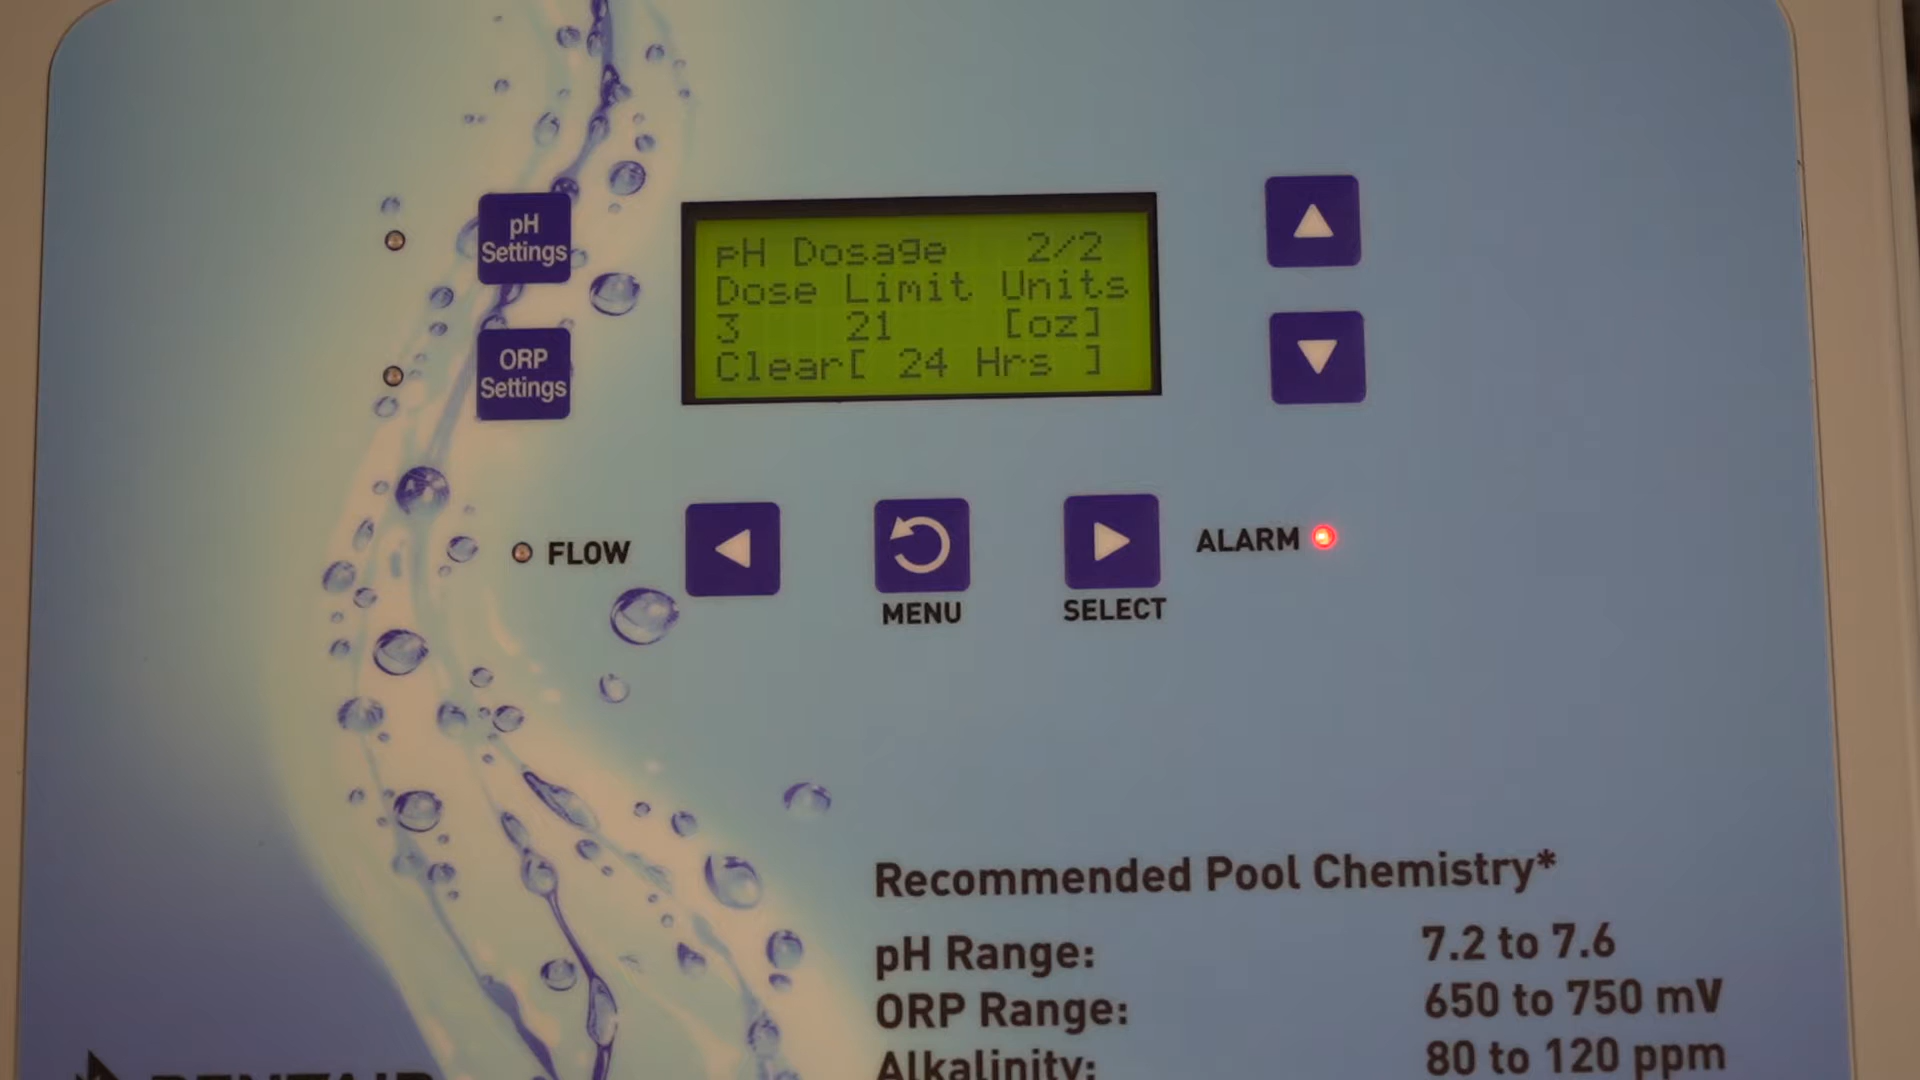 pH Settings
pH Dosage 2/2
Dose Limit Units
3 21 [oz]
Clear[ 24 Hrs ]
ORP Settings
FLOW
MENU
SELECT
ALARM
Recommended Pool Chemistry*
pH Range: 7.2 to 7.6
ORP Range: 650 to 750 mV
Alkalinity: 80 to 120 ppm
PENTAIR